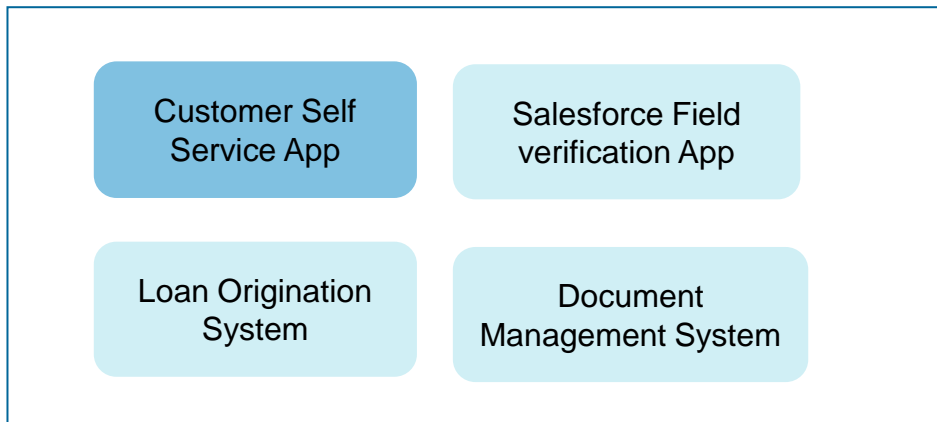 Customer Self
Service App
Salesforce Field
verification App
Loan Origination
System
Document
Management System